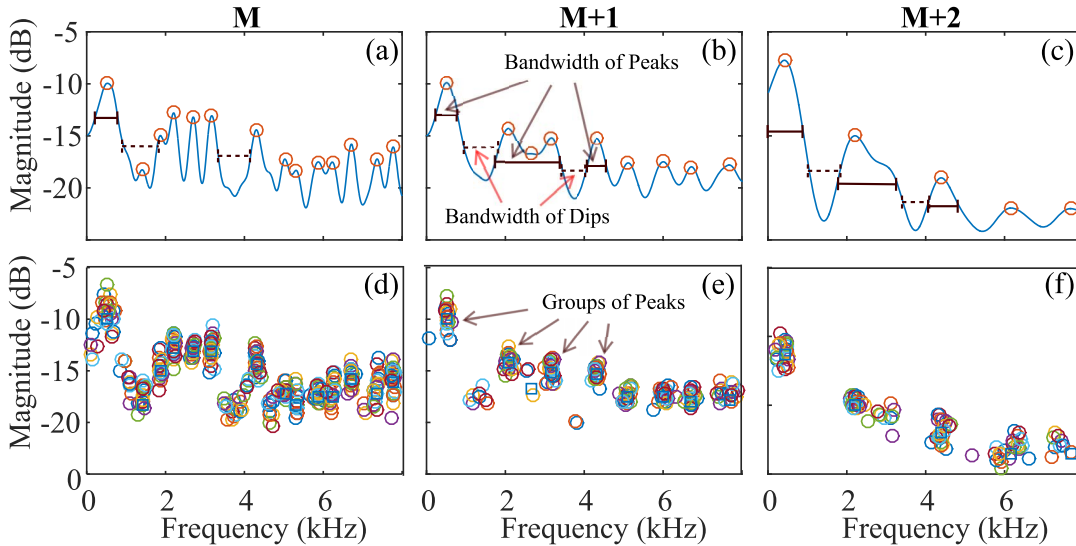 M
M+1
M+2
Magnitude (dB)
-5
-10
-15
-20
(a)
(b)
Bandwidth of Peaks
Bandwidth of Dips
(c)
Magnitude (dB)
-5
-10
-15
-20
0
(d)
(e)
Groups of Peaks
(f)
0 2 4 6
0 2 4 6
0 2 4 6
Frequency (kHz)
Frequency (kHz)
Frequency (kHz)